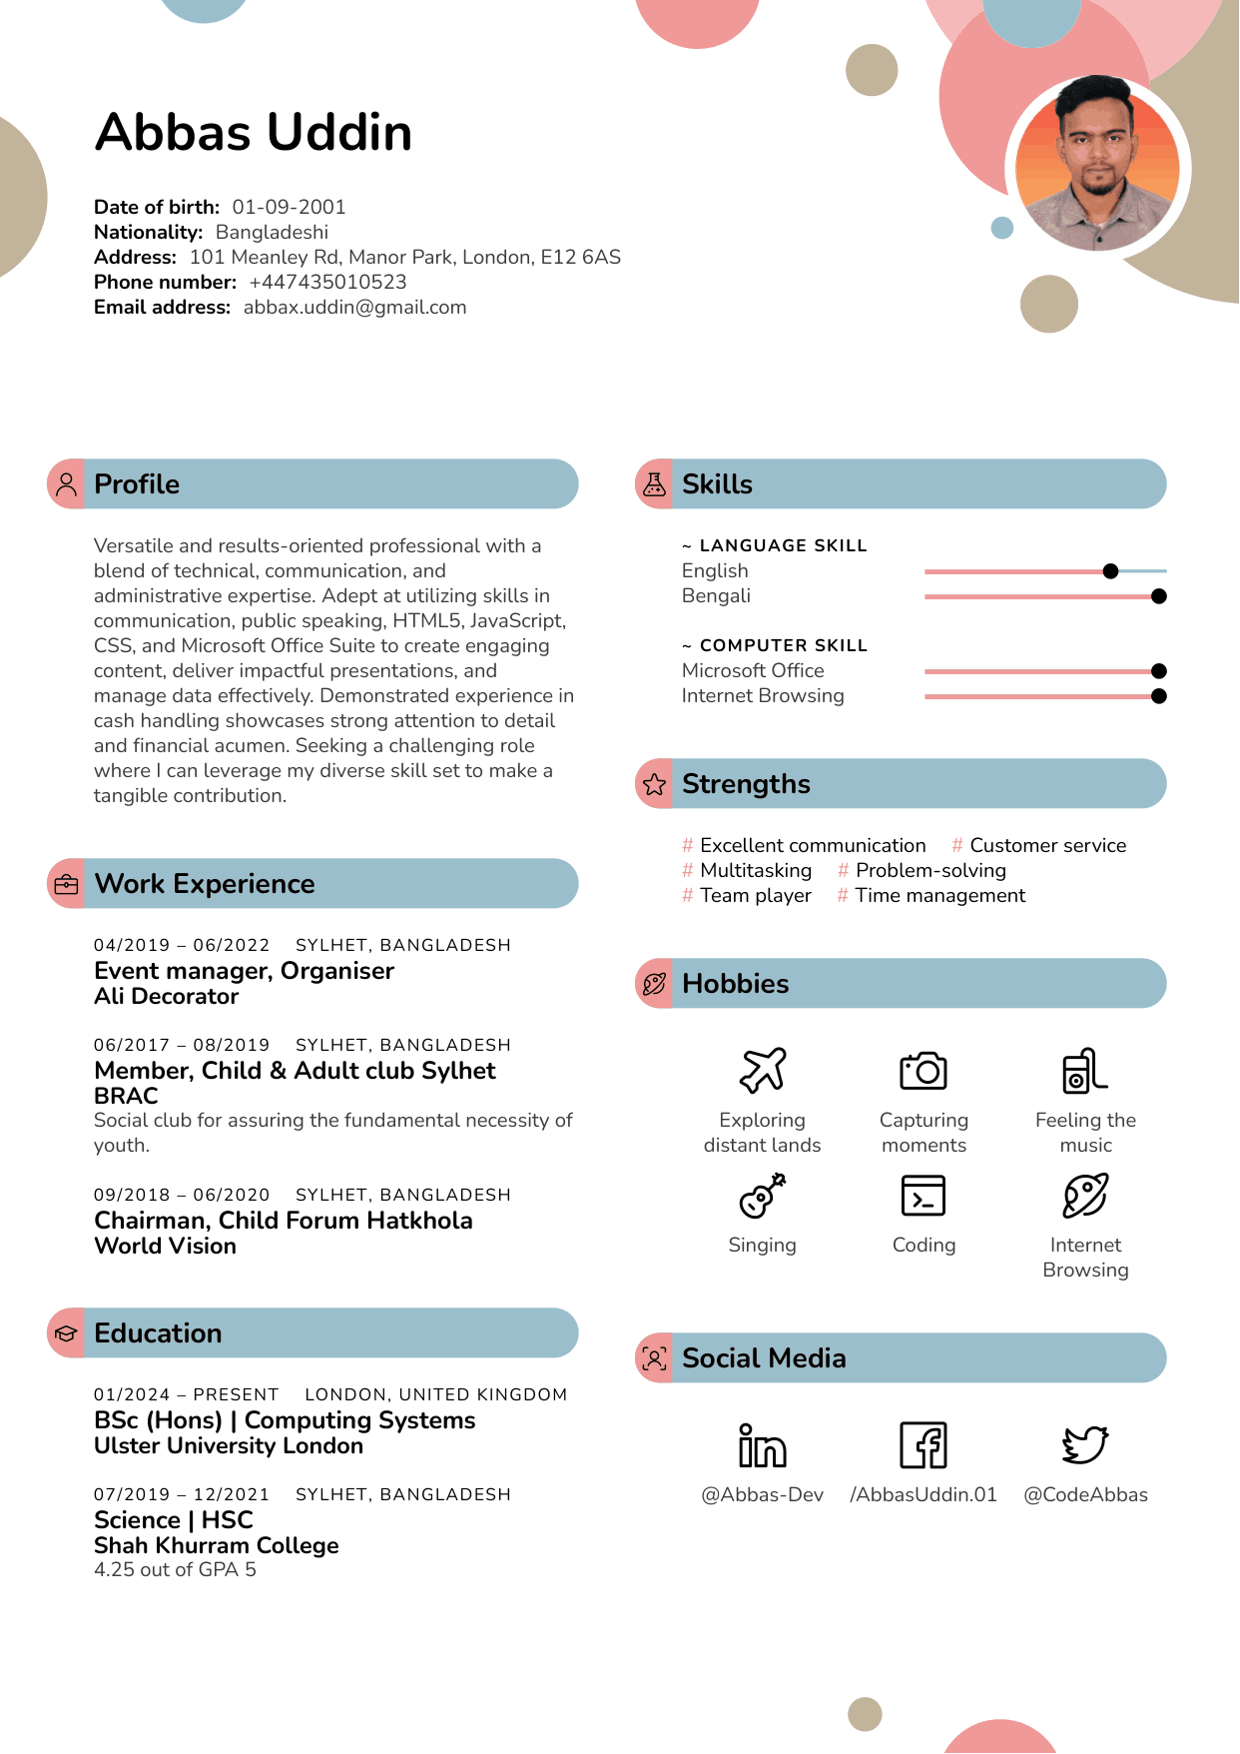 Abbas Uddin
Date of birth: 01-09-2001
Nationality: Bangladeshi
Address: 101 Meanley Rd, Manor Park, London, E12 6AS
Phone number: +447435010523
Email address: abbax.uddin@gmail.com
Profile
Versatile and results-oriented professional with a
blend of technical, communication, and
administrative expertise. Adept at utilizing skills in
communication, public speaking, HTML5, JavaScript,
CSS, and Microsoft Office Suite to create engaging
content, deliver impactful presentations, and
manage data effectively. Demonstrated experience in
cash handling showcases strong attention to detail
and financial acumen. Seeking a challenging role
where I can leverage my diverse skill set to make a
tangible contribution.
Work Experience
04/2019 – 06/2022 SYLHET, BANGLADESH
Event manager, Organiser
Ali Decorator
06/2017 – 08/2019 SYLHET, BANGLADESH
Member, Child & Adult club Sylhet
BRAC
Social club for assuring the fundamental necessity of
youth.
09/2018 – 06/2020 SYLHET, BANGLADESH
Chairman, Child Forum Hatkhola
World Vision
Education
01/2024 – PRESENT LONDON, UNITED KINGDOM
BSc (Hons) | Computing Systems
Ulster University London
07/2019 – 12/2021 SYLHET, BANGLADESH
Science | HSC
Shah Khurram College
4.25 out of GPA 5
Skills
~ LANGUAGE SKILL
English
Bengali
~ COMPUTER SKILL
Microsoft Office
Internet Browsing
Strengths
# Excellent communication # Customer service
# Multitasking # Problem-solving
# Team player # Time management
Hobbies
Exploring
distant lands
Capturing
moments
Feeling the
music
Singing
Coding
Internet
Browsing
Social Media
@Abbas-Dev /AbbasUddin.01 @CodeAbbas